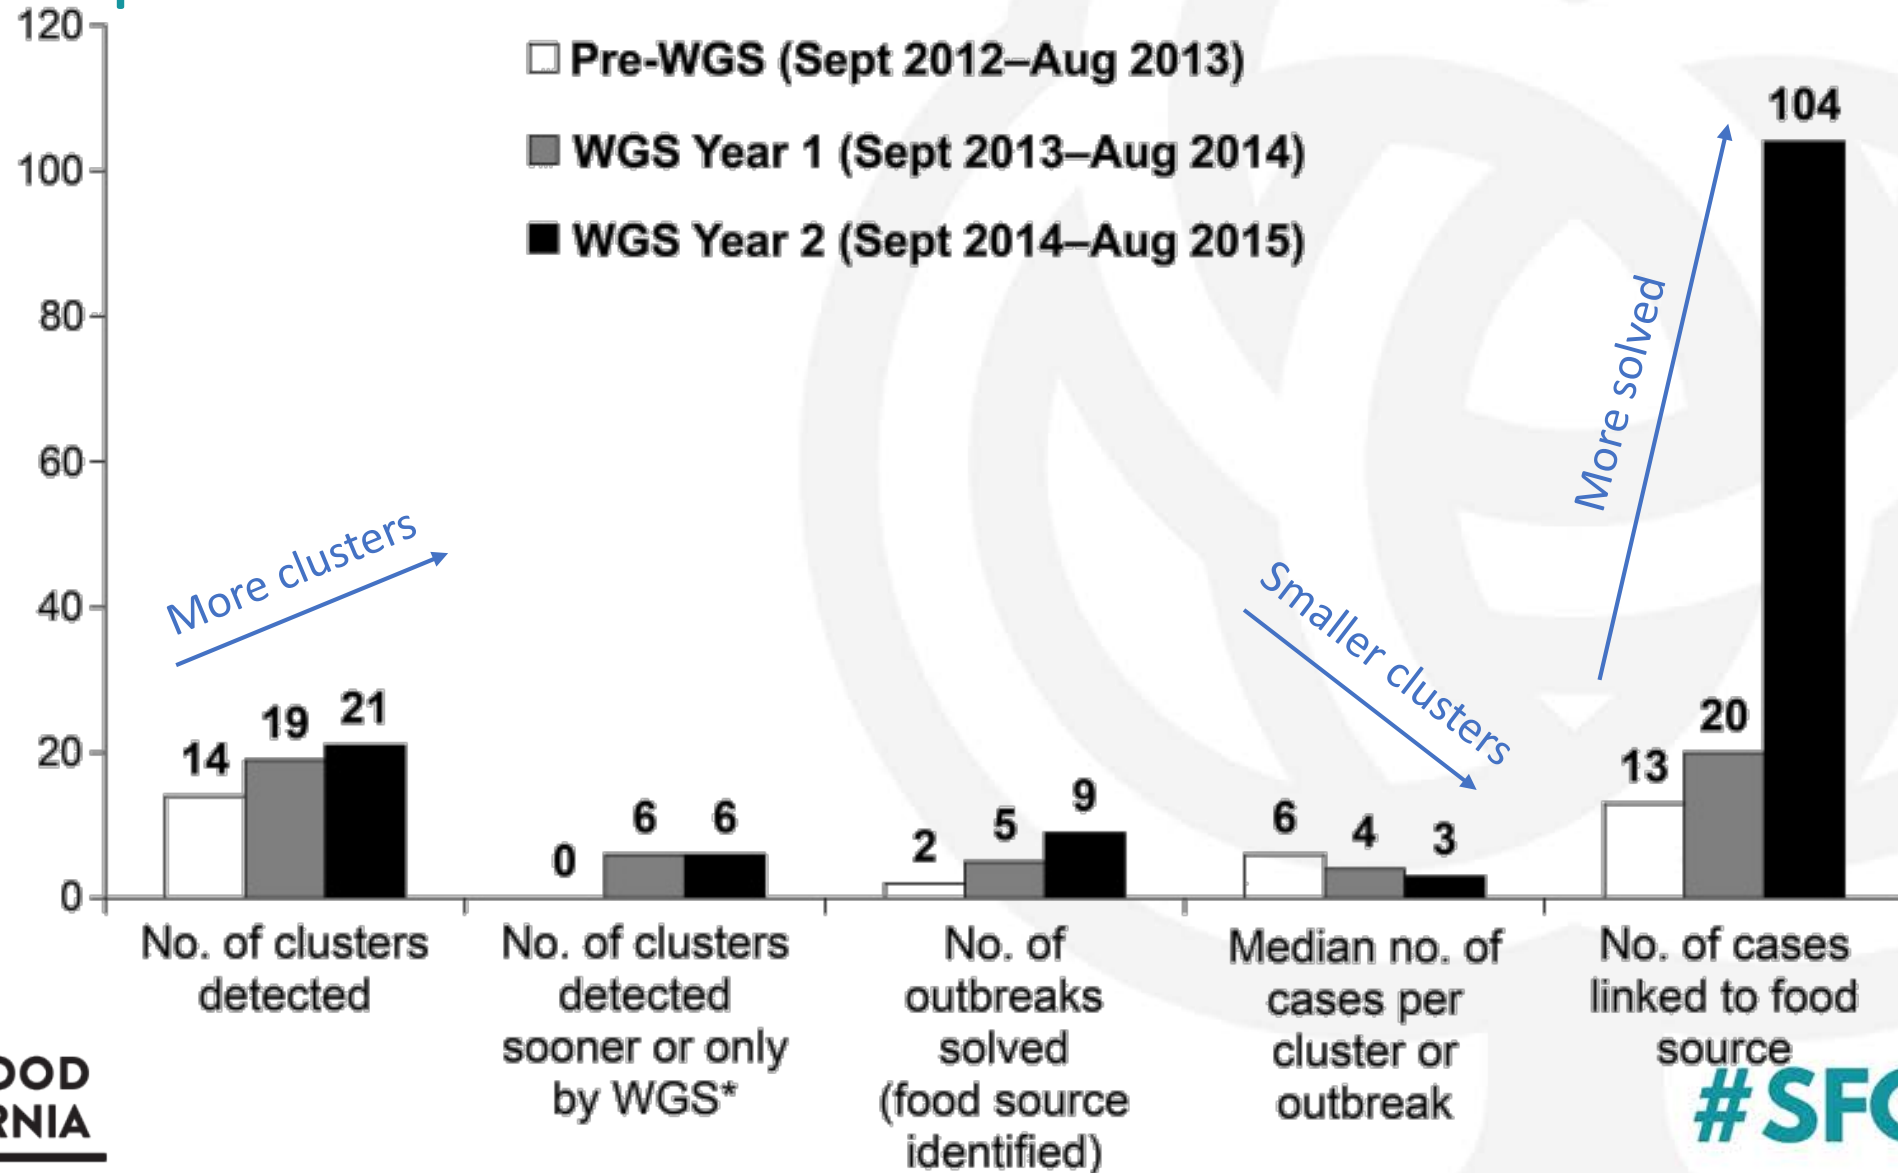 120
100
80
60
40
20
0
Pre-WGS (Sept 2012–Aug 2013)
WGS Year 1 (Sept 2013–Aug 2014)
WGS Year 2 (Sept 2014–Aug 2015)
More clusters
Smaller clusters
More solved
14
19
21
0
6
6
2
5
9
6
4
3
13
20
104
No. of clusters
detected
No. of clusters
detected
sooner or only
by WGS*
No. of
outbreaks
solved
(food source
identified)
Median no. of
cases per
cluster or
outbreak
No. of cases
linked to food
source
OOD
RNIA
#SFC